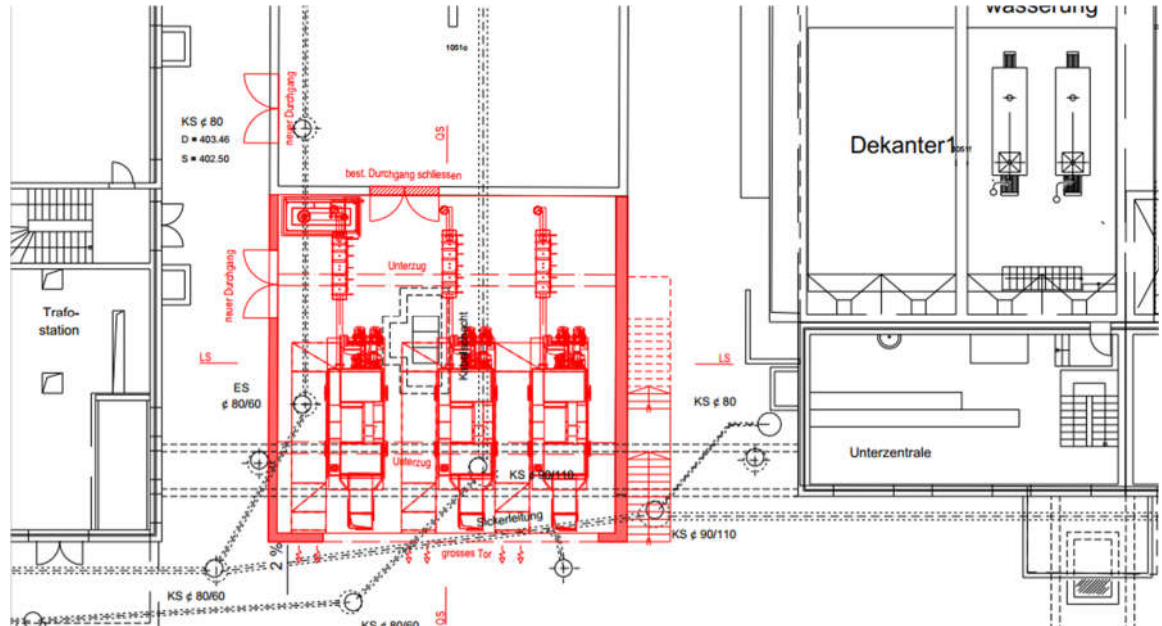 wässerung
1051a
KS ¢ 80
D = 403.46
S = 402.50
neuer Durchgang
QS
Dekanter1
best. Durchgang schliessen
neuer Durchgang
Unterzug
Trafo-
station
LS
LS
ES
¢ 80/60
KS ¢ 80
Unterzug
KS ¢ 90/110
Unterzentrale
Sickerleitung
KS ¢ 90/110
grosses Tor
2 %
KS ¢ 80/60
QS
KS ¢ 80/60